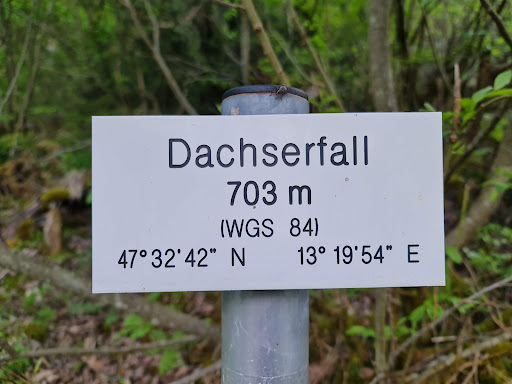 Dachserfall
703 m
(WGS 84)
47° 32' 42" N 13° 19' 54" E